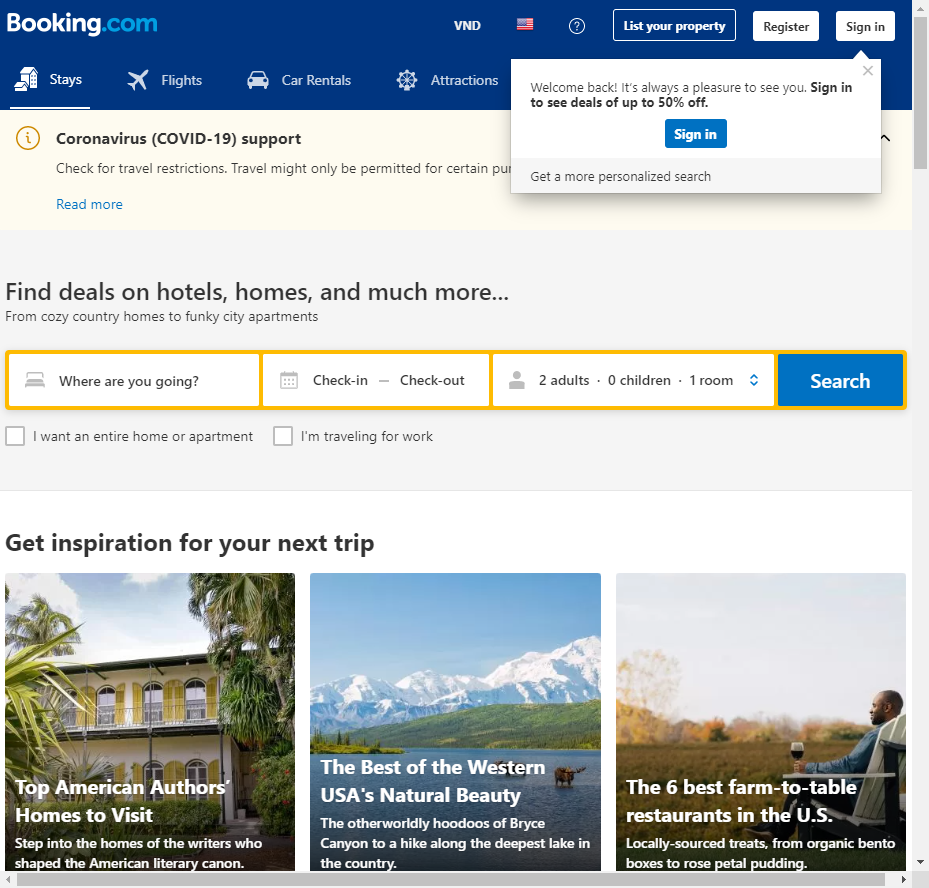 Booking.com
VND
List your property
Register
Sign in
Stays
Flights
Car Rentals
Attractions
Welcome back! It's always a pleasure to see you. Sign in
to see deals of up to 50% off.
Sign in
Get a more personalized search
Coronavirus (COVID-19) support
Check for travel restrictions. Travel might only be permitted for certain
Read more
Find deals on hotels, homes, and much more...
From cozy country homes to funky city apartments
Where are you going?
Check-in — Check-out
2 adults · 0 children · 1 room
Search
I want an entire home or apartment
I'm traveling for work
Get inspiration for your next trip
Top American Authors'
Homes to Visit
Step into the homes of the writers who
shaped the American literary canon.
The Best of the Western
USA's Natural Beauty
The otherworldly hoodoos of Bryce
Canyon to a hike along the deepest lake in
the country.
The 6 best farm-to-table
restaurants in the U.S.
Locally-sourced treats, from organic bento
boxes to rose petal pudding.